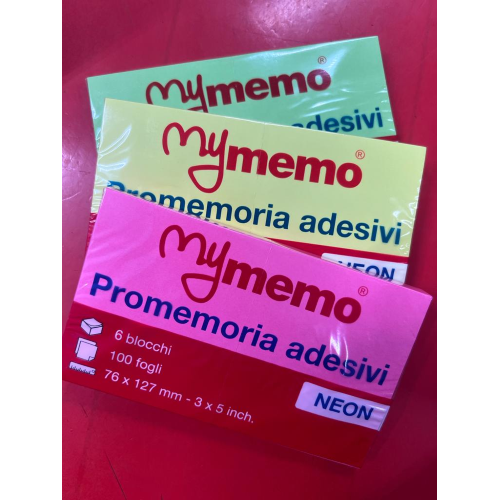 mymemo®
adesivi
mymemo®
Promemoria adesivi
NEON
mymemo®
Promemoria adesivi
6 blocchi
100 fogli
76 x 127 mm - 3 x 5 inch.
NEON